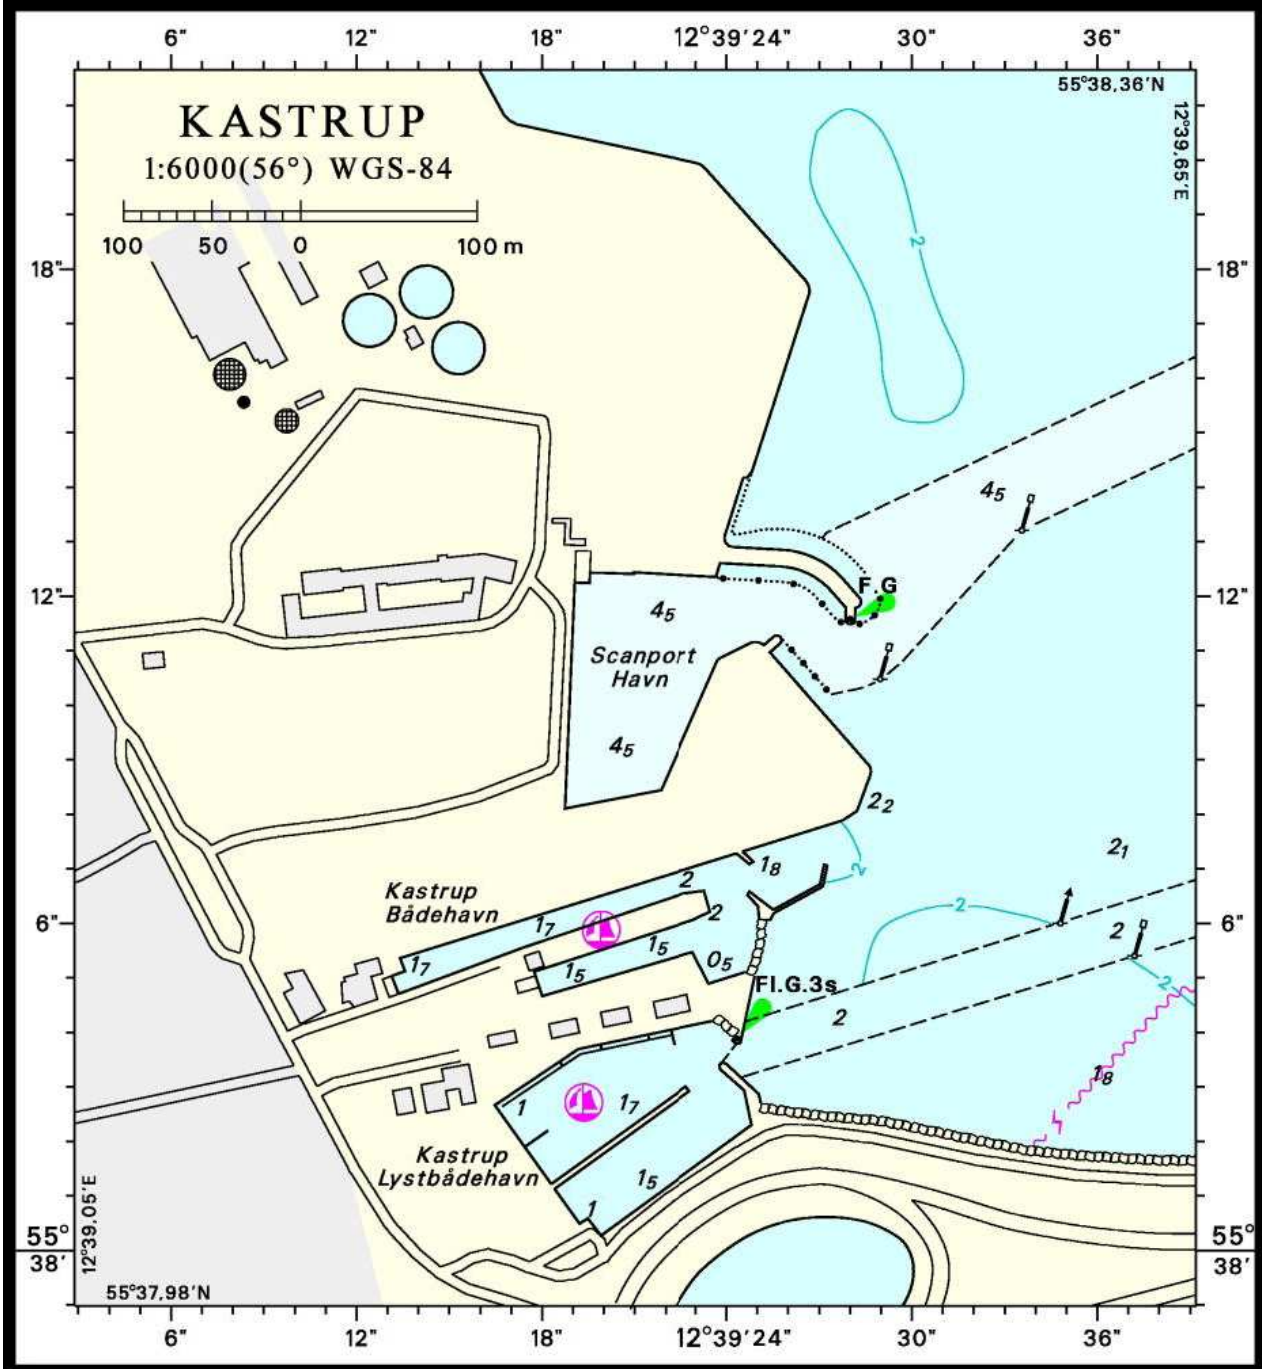 6" 12" 18" 12°39'24" 30" 36"
55°38,36'N
12°39.65'E
KASTRUP
1:6000(56°) WGS-84
100 50 0 100 m
2
18" 18"
45
F G
12" 12"
45
Scanport
Havn
45
22
21
18
2
Kastrup
Bådehavn
2
2
2
17
6" 6"
2
15
05
17
15
2
Fl.G.3s
2
18
1
17
Kastrup
Lystbådehavn
15
1
12°39.05'E
55°
38'
55°
38'
55°37,98'N
6" 12" 18" 12°39'24" 30" 36"